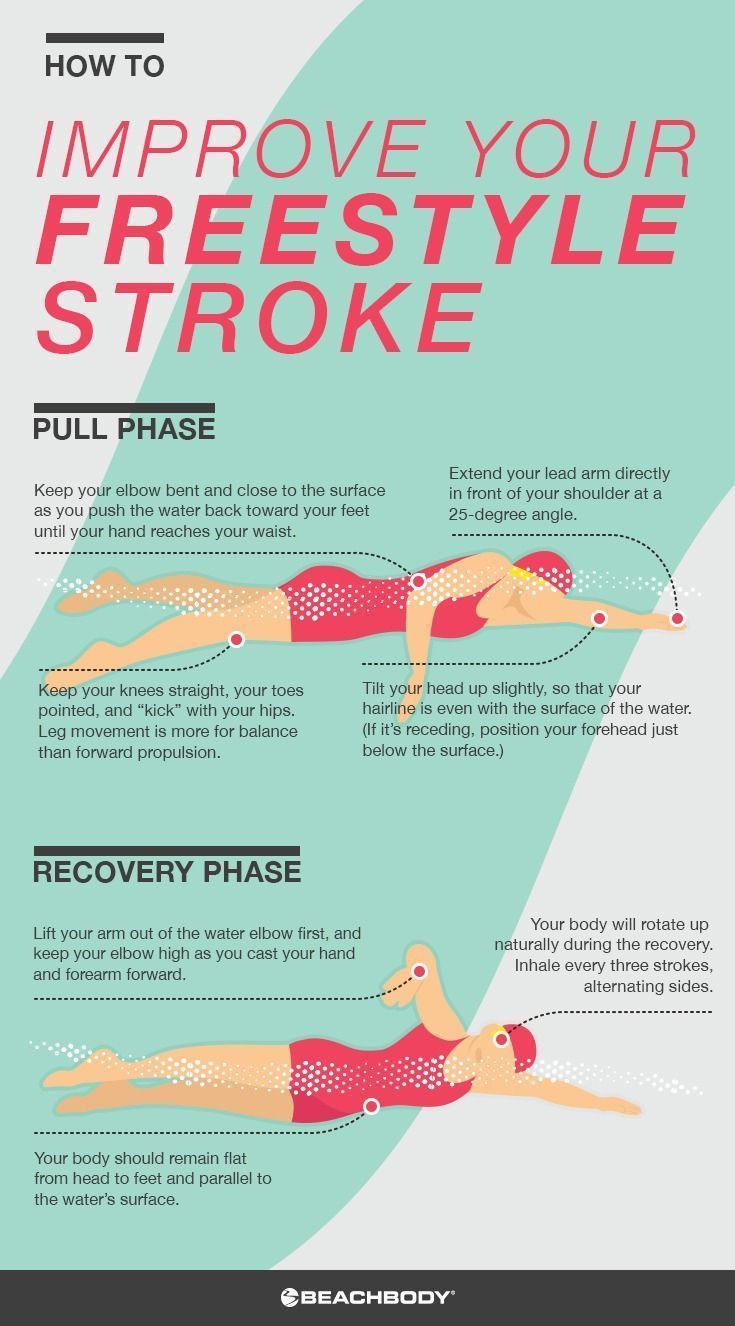 HOW TO
IMPROVE YOUR
FREESTYLE
STROKE
PULL PHASE
Keep your elbow bent and close to the surface
as you push the water back toward your feet
until your hand reaches your waist.
Extend your lead arm directly
in front of your shoulder at a
25-degree angle.
Keep your knees straight, your toes
pointed, and “kick” with your hips.
Leg movement is more for balance
than forward propulsion.
Tilt your head up slightly, so that your
hairline is even with the surface of the water.
(If it’s receding, position your forehead just
below the surface.)
RECOVERY PHASE
Lift your arm out of the water elbow first, and
keep your elbow high as you cast your hand
and forearm forward.
Your body will rotate up
naturally during the recovery.
Inhale every three strokes,
alternating sides.
Your body should remain flat
from head to feet and parallel to
the water’s surface.
BEACHBODY®